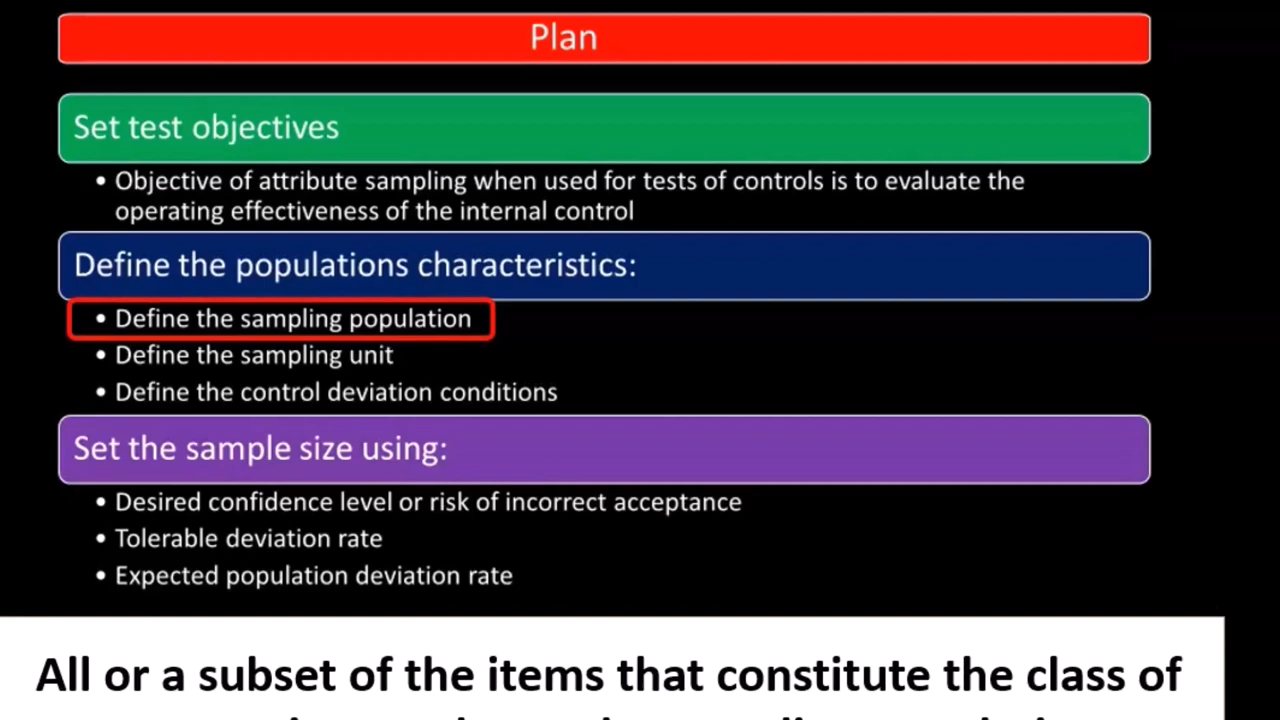 Plan
Set test objectives
• Objective of attribute sampling when used for tests of controls is to evaluate the
operating effectiveness of the internal control
Define the populations characteristics:
• Define the sampling population
• Define the sampling unit
• Define the control deviation conditions
Set the sample size using:
• Desired confidence level or risk of incorrect acceptance
• Tolerable deviation rate
• Expected population deviation rate
All or a subset of the items that constitute the class of